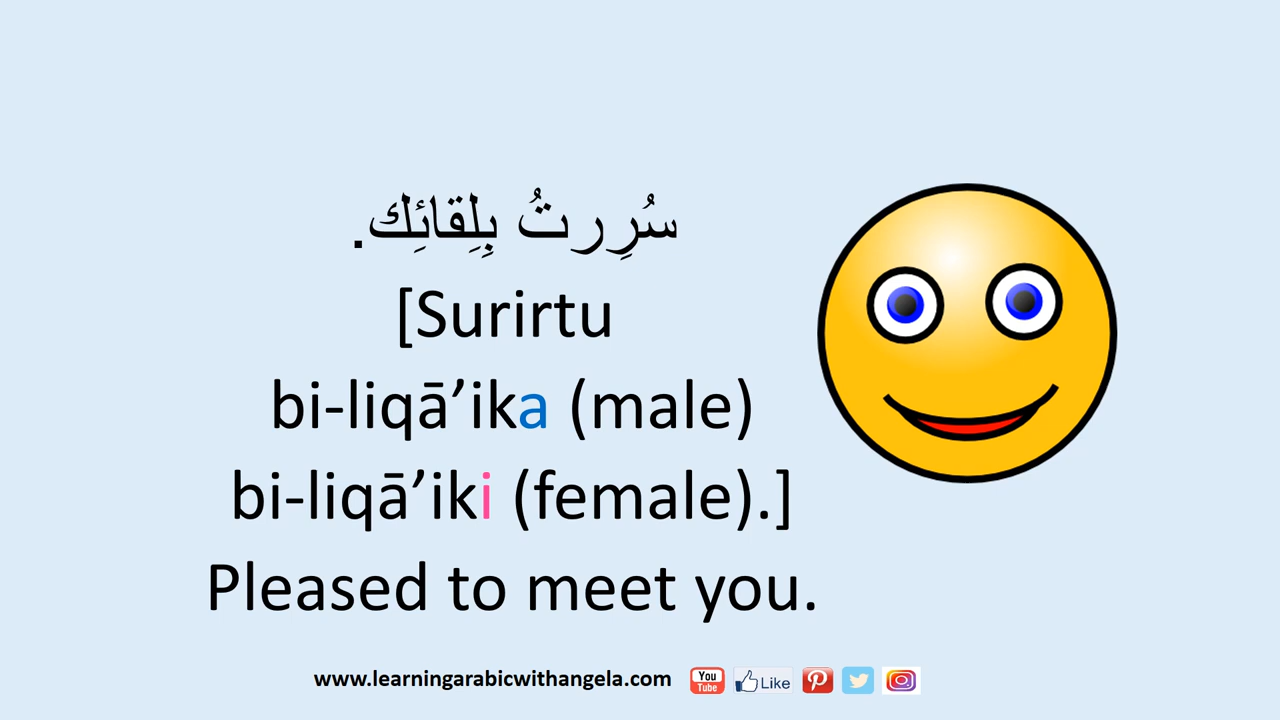 سُرِرتُ بِلِقائِك.
[Surirtu
bi-liqā’ika (male)
bi-liqā’iki (female).]
Pleased to meet you.
www.learningarabicwithangela.com You Tube Like